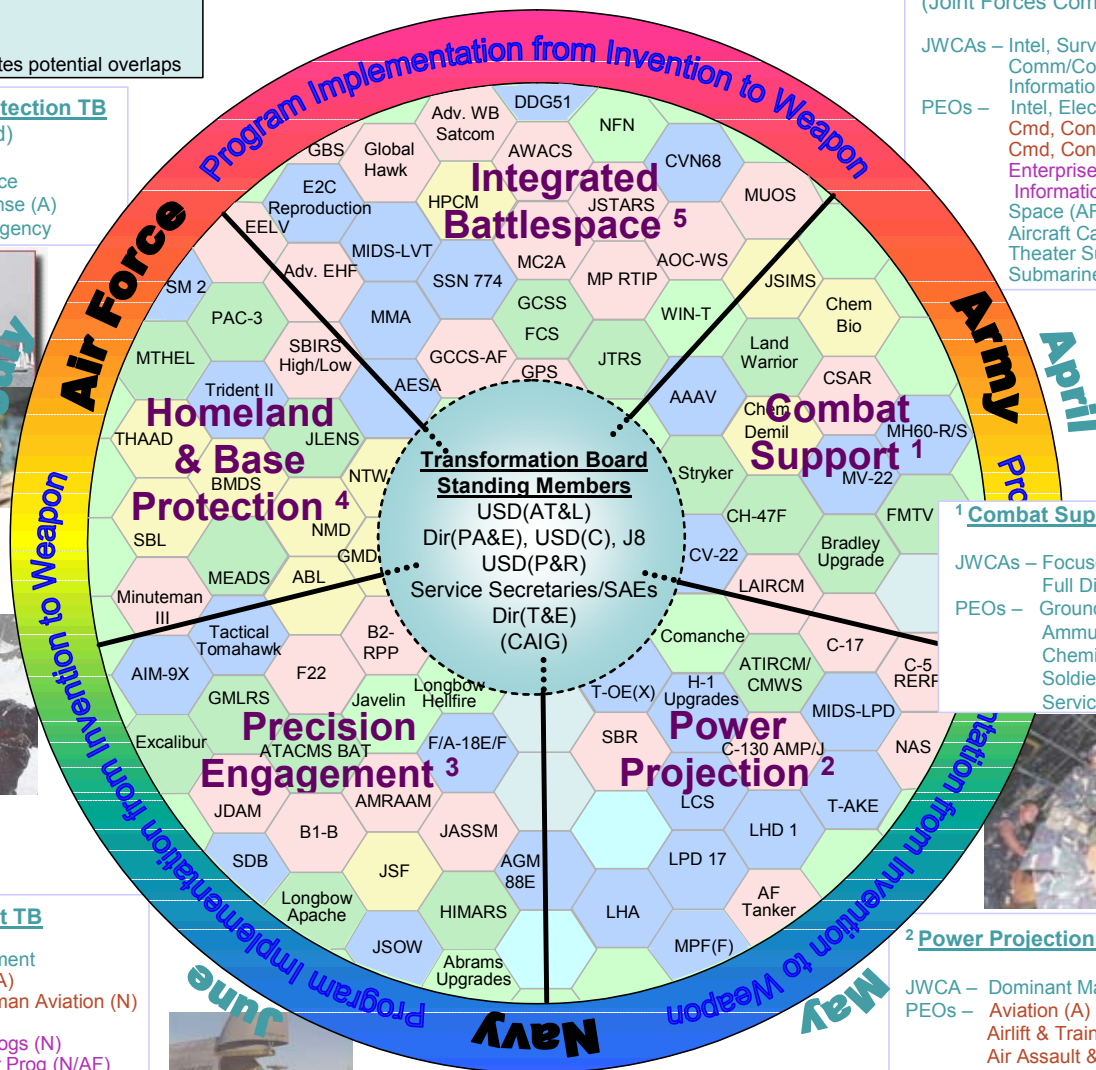 tes potential overlaps
tection TB
d)
ce
nse (A)
gency
(Joint Forces Com
JWCAs – Intel, Surv
Comm/Co
Informatio
PEOs – Intel, Elec
Cmd, Con
Cmd, Con
Enterprise
Informatio
Space (AF
Aircraft Ca
Theater Su
Submarine
Program Implementation from Invention to Weapon
Air Force
Army
April
Integrated
Battlespace 5
DDG51
Adv. WB
Satcom
NFN
GBS
Global
Hawk
AWACS
CVN68
E2C
Reproduction
HPCM
JSTARS
MUOS
EELV
MIDS-LVT
MC2A
AOC-WS
Adv. EHF
SSN 774
MP RTIP
JSIMS
SM 2
MMA
GCSS
WIN-T
Chem
Bio
PAC-3
FCS
MTHEL
SBIRS
High/Low
GCCS-AF
JTRS
Land
Warrior
GPS
CSAR
Trident II
AESA
AAAV
Homeland
& Base
Protection 4
Chem
Demil
Combat
Support 1
THAAD
JLENS
MH60-R/S
BMDS
NTW
Stryker
MV-22
SBL
NMD
CH-47F
FMTV
GMD
CV-22
Bradley
Upgrade
MEADS
ABL
LAIRCM
Minuteman
III
Transformation Board
Standing Members
USD(AT&L)
Dir(PA&E), USD(C), J8
USD(P&R)
Service Secretaries/SAEs
Dir(T&E)
(CAIG)
1 Combat Sup
JWCAs – Focuse
Full Di
PEOs – Ground
Ammu
Chemi
Soldie
Servic
Tactical
Tomahawk
B2-
RPP
Comanche
C-17
AIM-9X
F22
ATIRCM/
CMWS
C-5
RERP
GMLRS
Javelin
Longbow
Hellfire
T-OE(X)
H-1
Upgrades
MIDS-LPD
Excalibur
Precision
Engagement 3
ATACMS BAT
F/A-18E/F
SBR
Power
Projection 2
C-130 AMP/J
NAS
JDAM
AMRAAM
LCS
T-AKE
B1-B
JASSM
LHD 1
SDB
JSF
AGM
88E
LPD 17
Longbow
Apache
HIMARS
LHA
AF
Tanker
JSOW
Abrams
Upgrades
MPF(F)
Program Implementation from Invention to Weapon
Pro
ntation from Invention to Weapon
Navy
June
May
t TB
ment
A)
man Aviation (N)
ogs (N)
r Prog (N/AF)
2 Power Projection
JWCA – Dominant Ma
PEOs – Aviation (A)
Airlift & Train
Air Assault &